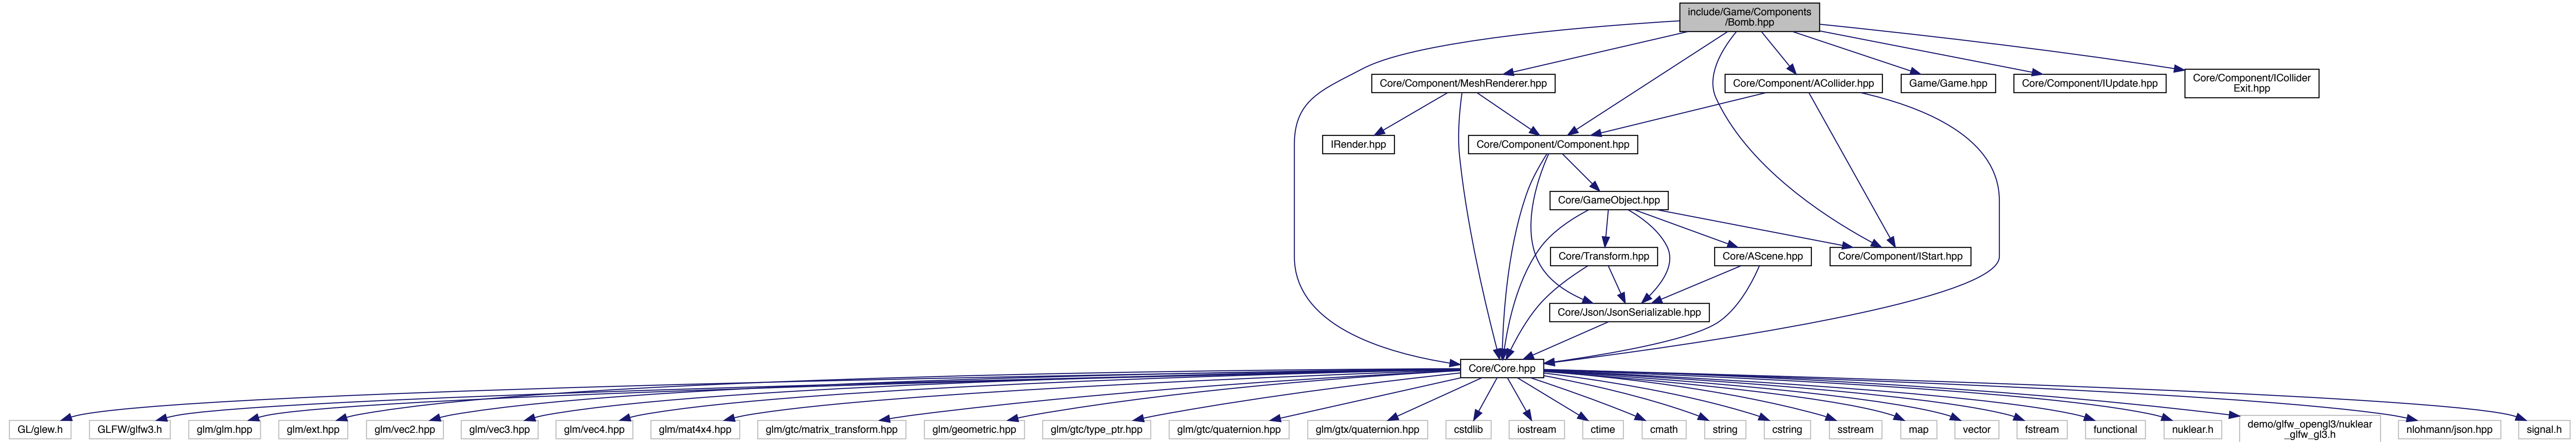 include/Game/Components
/Bomb.hpp
Core/Component/MeshRenderer.hpp
Core/Component/ACollider.hpp
Game/Game.hpp
Core/Component/IUpdate.hpp
Core/Component/ICollider
Exit.hpp
IRender.hpp
Core/Component/Component.hpp
Core/GameObject.hpp
Core/Transform.hpp
Core/AScene.hpp
Core/Component/IStart.hpp
Core/Json/JsonSerializable.hpp
Core/Core.hpp
GL/glew.h
GLFW/glfw3.h
glm/glm.hpp
glm/ext.hpp
glm/vec2.hpp
glm/vec3.hpp
glm/vec4.hpp
glm/mat4x4.hpp
glm/gtc/matrix_transform.hpp
glm/geometric.hpp
glm/gtc/type_ptr.hpp
glm/gtc/quaternion.hpp
glm/gtx/quaternion.hpp
cstdlib
iostream
ctime
cmath
string
cstring
sstream
map
vector
fstream
functional
nuklear.h
demo/glfw_opengl3/nuklear
_glfw_gl3.h
nlohmann/json.hpp
signal.h